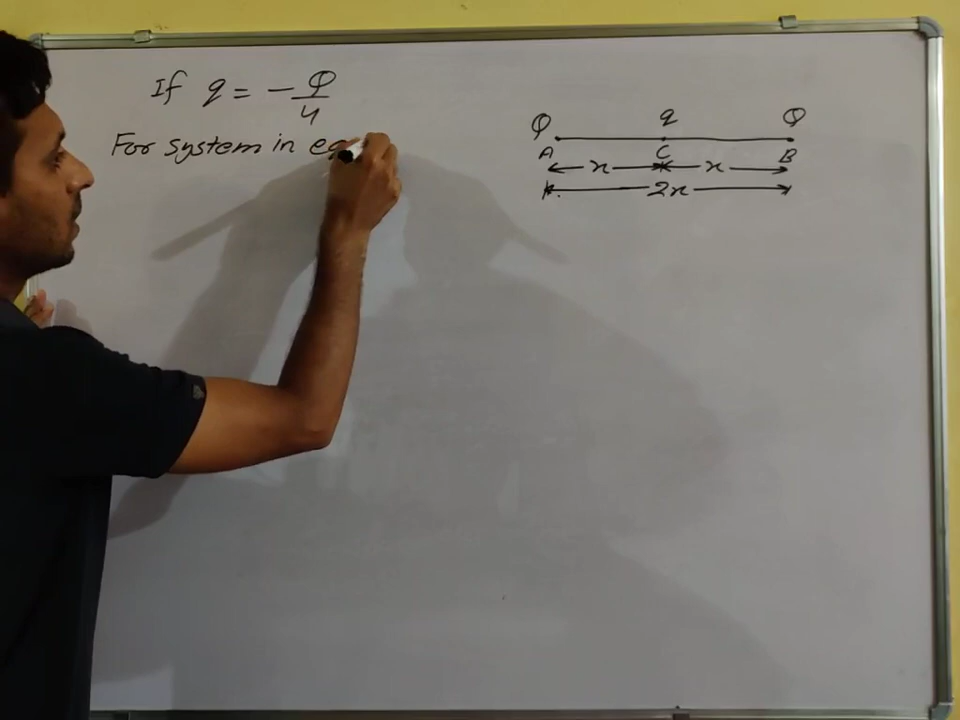 If q = -Q/4
For system in eq
Q q Q
A C B
x x
2x